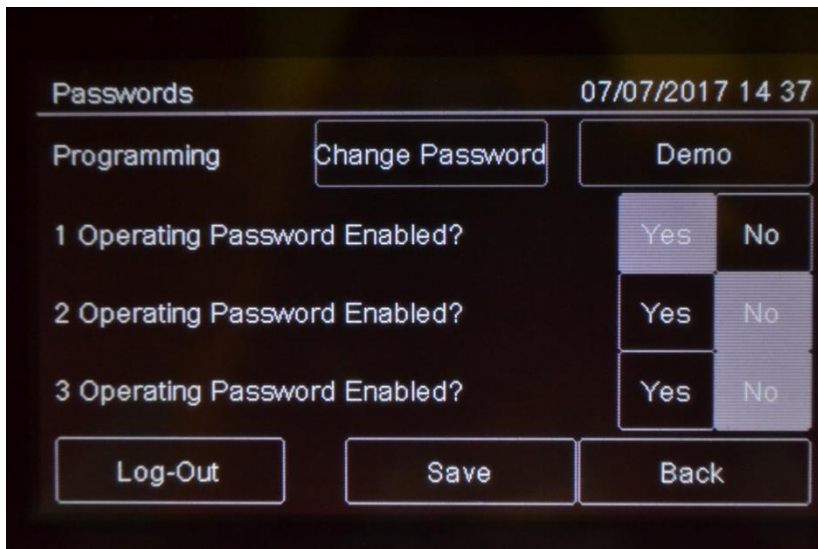 Passwords 07/07/2017 14 37
Programming Change Password Demo
1 Operating Password Enabled? Yes No
2 Operating Password Enabled? Yes No
3 Operating Password Enabled? Yes No
Log-Out Save Back